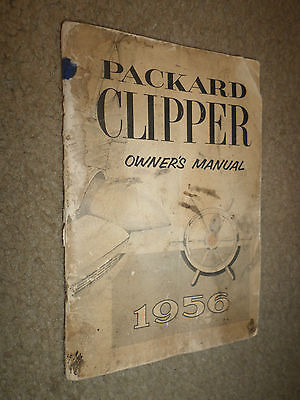 PACKARD
CLIPPER
OWNER'S MANUAL
1956